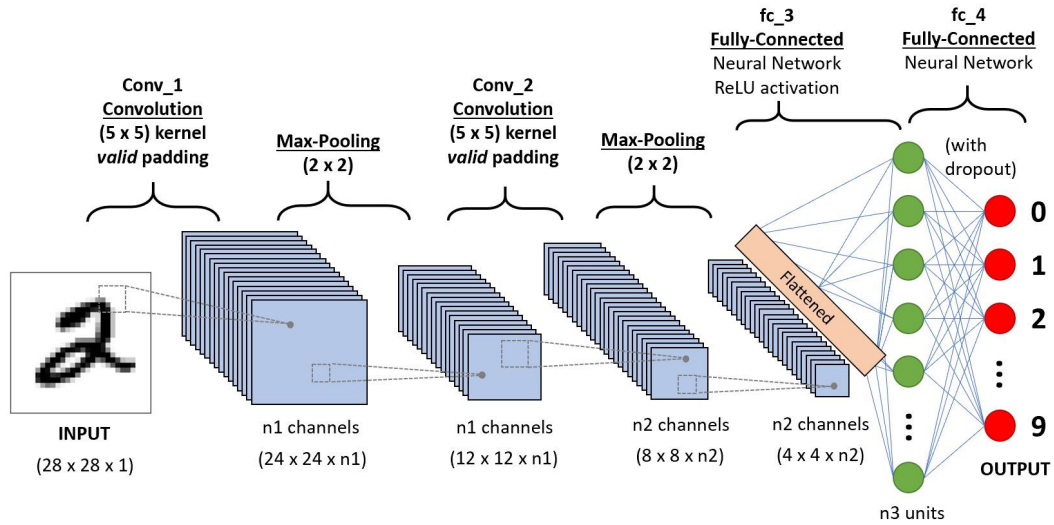 Conv_1
Convolution
(5 x 5) kernel
valid padding
Max-Pooling
(2 x 2)
Conv_2
Convolution
(5 x 5) kernel
valid padding
Max-Pooling
(2 x 2)
fc_3
Fully-Connected
Neural Network
ReLU activation
fc_4
Fully-Connected
Neural Network
(with
dropout)
INPUT
(28 x 28 x 1)
n1 channels
(24 x 24 x n1)
n1 channels
(12 x 12 x n1)
n2 channels
(8 x 8 x n2)
n2 channels
(4 x 4 x n2)
Flattened
n3 units
0
1
2
9
OUTPUT
2